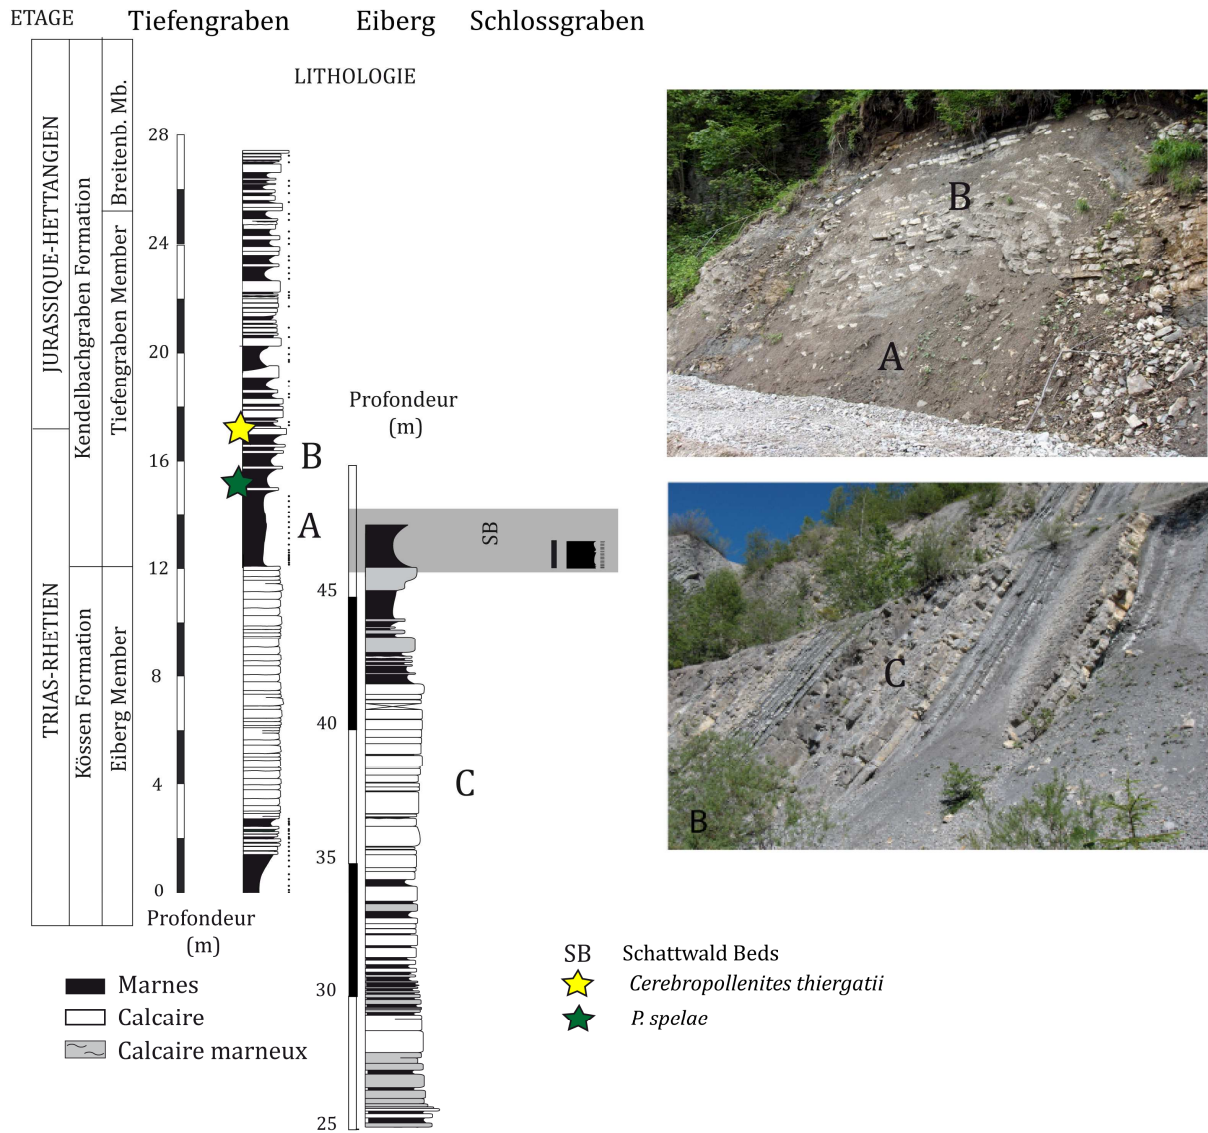 ETAGE
Tiefengraben
Eiberg
Schlossgraben
LITHOLOGIE
JURASSIQUE-HETTANGIEN
TRIAS-RHETIEN
Kendelbachgraben Formation
Kössen Formation
Breitenb. Mb.
Tiefengraben Member
Eiberg Member
28
24
20
16
12
8
4
0
Profondeur
(m)
B
A
Profondeur
(m)
SB
45
40
35
30
25
C
B
A
C
B
Marnes
Calcaire
Calcaire marneux
SB Schattwald Beds
Cerebropollenites thiergatii
P. spelae